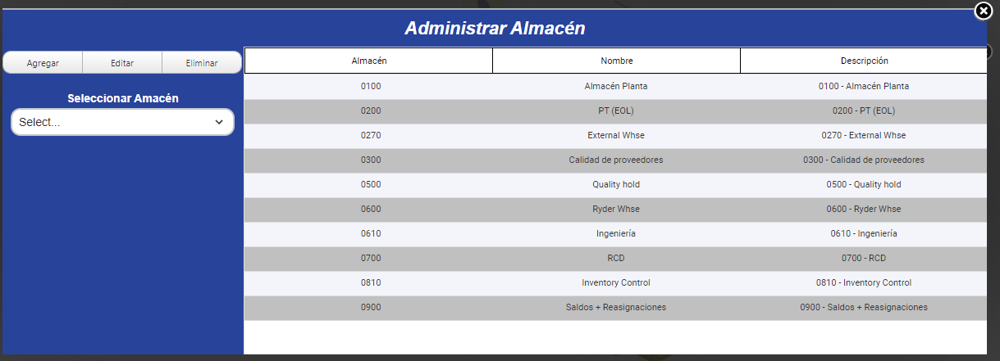 Administrar Almacén
Agregar Editar Eliminar
Seleccionar Amacén
Select...
Almacén Nombre Descripción
0100 Almacén Planta 0100 - Almacén Planta
0200 PT (EOL) 0200 - PT (EOL)
0270 External Whse 0270 - External Whse
0300 Calidad de proveedores 0300 - Calidad de proveedores
0500 Quality hold 0500 - Quality hold
0600 Ryder Whse 0600 - Ryder Whse
0610 Ingeniería 0610 - Ingeniería
0700 RCD 0700 - RCD
0810 Inventory Control 0810 - Inventory Control
0900 Saldos + Reasignaciones 0900 - Saldos + Reasignaciones